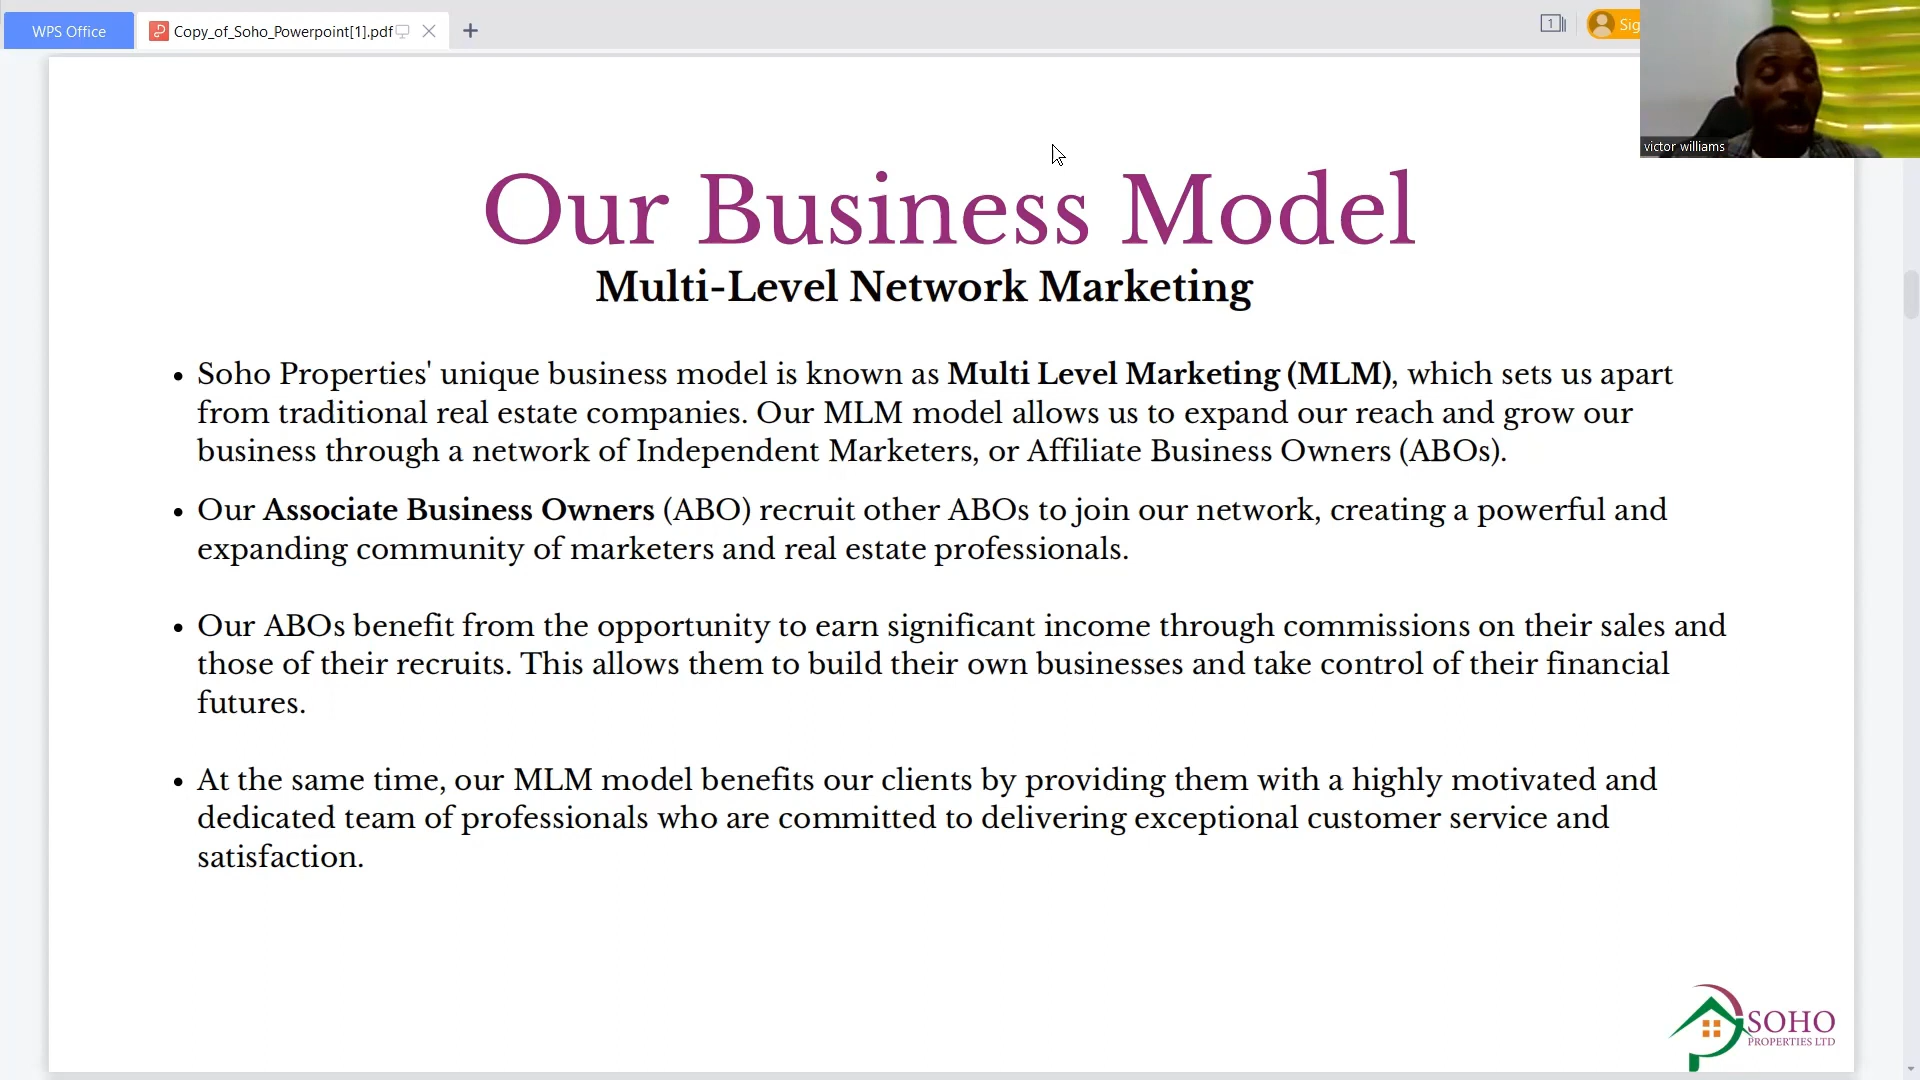 WPS Office
Copy_of_Soho_Powerpoint[1].pdf
1
Sig
victor williams
Our Business Model
Multi-Level Network Marketing
• Soho Properties' unique business model is known as Multi Level Marketing (MLM), which sets us apart
from traditional real estate companies. Our MLM model allows us to expand our reach and grow our
business through a network of Independent Marketers, or Affiliate Business Owners (ABOs).
• Our Associate Business Owners (ABO) recruit other ABOs to join our network, creating a powerful and
expanding community of marketers and real estate professionals.
• Our ABOs benefit from the opportunity to earn significant income through commissions on their sales and
those of their recruits. This allows them to build their own businesses and take control of their financial
futures.
• At the same time, our MLM model benefits our clients by providing them with a highly motivated and
dedicated team of professionals who are committed to delivering exceptional customer service and
satisfaction.
SOHO
PROPERTIES LTD